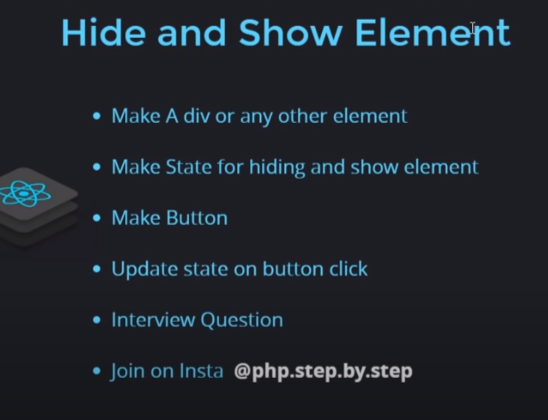 Hide and Show Element
• Make A div or any other element
• Make State for hiding and show element
• Make Button
• Update state on button click
• Interview Question
• Join on Insta @php.step.by.step